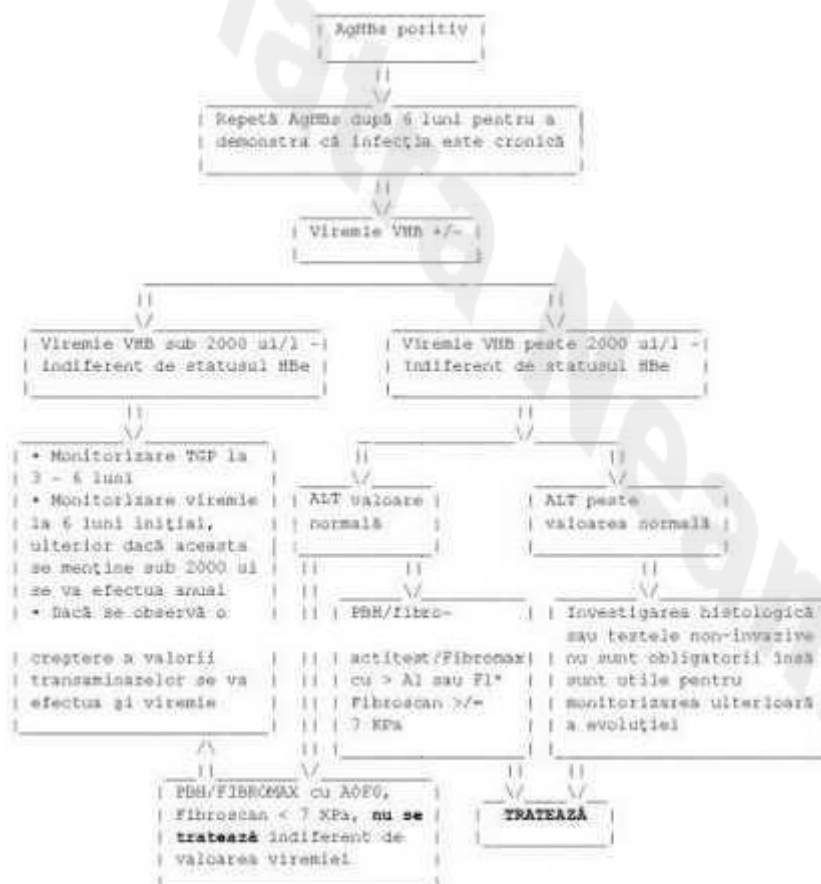 AgHBs pozitiv
Repetă AgHBs după 6 luni pentru a
demonstra că infecţia este cronică
Viremie VHB +/-
Viremie VHB sub 2000 ui/l -
indiferent de statusul HBe
Viremie VHB peste 2000 ui/l -
indiferent de statusul HBe
• Monitorizare TGP la
3 - 6 luni
• Monitorizare viremie
la 6 luni iniţial,
ulterior dacă aceasta
se menţine sub 2000 ui
se va efectua anual
• Dacă se observă o
creştere a valorii
transaminazelor se va
efectua şi viremie
ALT valoare
normală
ALT peste
valoarea normală
PBH/fibro-
actitest/Fibromax
cu > A1 sau F1*
Fibroscan >/=
7 KPa
Investigarea histologică
sau testele non-invazive
nu sunt obligatorii însă
sunt utile pentru
monitorizarea ulterioară
a evoluţiei
PBH/FIBROMAX cu A0F0,
Fibroscan < 7 KPa, nu se
tratează indiferent de
valoarea viremiei
TRATEAZĂ
atra Neam